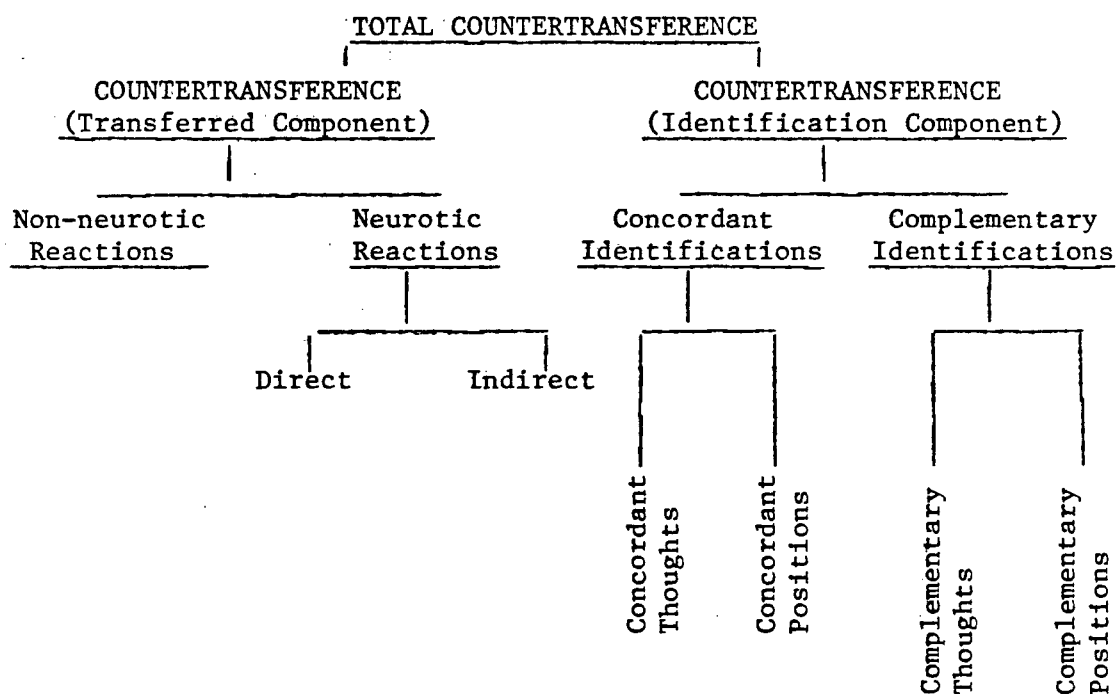 TOTAL COUNTERTRANSFERENCE
COUNTERTRANSFERENCE
(Transferred Component)
COUNTERTRANSFERENCE
(Identification Component)
Non-neurotic
Reactions
Neurotic
Reactions
Concordant
Identifications
Complementary
Identifications
Direct
Indirect
Concordant
Thoughts
Concordant
Positions
Complementary
Thoughts
Complementary
Positions